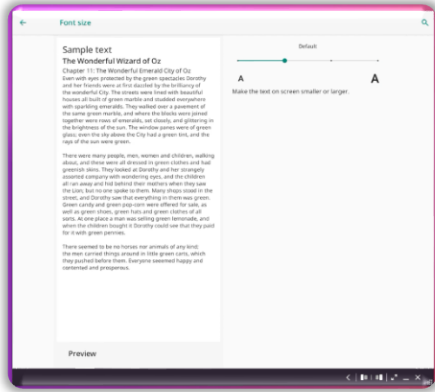 Font size
Sample text
The Wonderful Wizard of Oz
Chapter 11: The Wonderful Emerald City of Oz
Even with eyes protected by the green spectacles Dorothy
and her friends were at first dazzled by the brilliancy of
the wonderful City. The streets were lined with beautiful
houses all built of green marble and studded everywhere
with sparkling emeralds. They walked over a pavement of
the same green marble, and where the blocks were joined
together were rows of emeralds, set closely, and glittering in
the brightness of the sun. The window panes were of green
glass; even the sky above the City had a green tint, and the
rays of the sun were green.
There were many people, men, women and children, walking
about, and these were all dressed in green clothes and had
greenish skins. They looked at Dorothy and her strangely
assorted company with wondering eyes, and the children
all ran away and hid behind their mothers when they saw
the Lion; but no one spoke to them. Many shops stood in the
street, and Dorothy saw that everything in them was green.
Green candy and green pop corn were offered for sale, as
well as green shoes, green hats and green clothes of all
sorts. At one place a man was selling green lemonade, and
when the children bought it Dorothy could see that they paid
for it with green pennies.
There seemed to be no horses nor animals of any kind;
the men carried things around in little green carts, which
they pushed before them. Everyone seemed happy and
contented and prosperous.
Preview
Default
A
A
Make the text on screen smaller or larger.